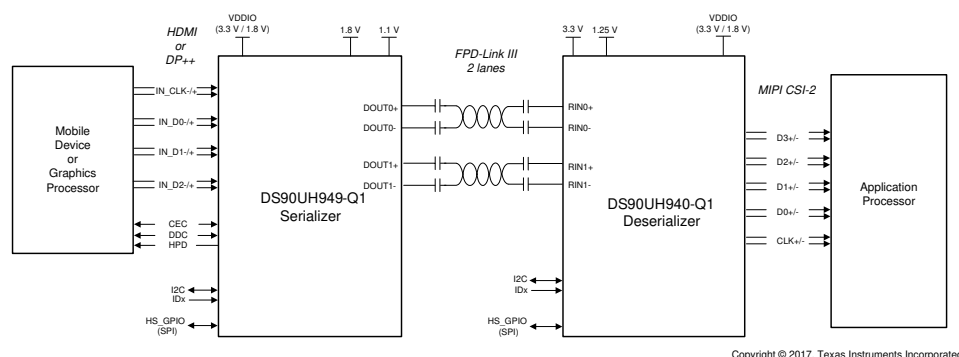 HDMI
or
DP++
VDDIO
(3.3 V / 1.8 V)
1.8 V
1.1 V
FPD-Link III
2 lanes
3.3 V
1.25 V
VDDIO
(3.3 V / 1.8 V)
MIPI CSI-2
Mobile
Device
or
Graphics
Processor
IN_CLK-/+
IN_D0-/+
IN_D1-/+
IN_D2-/+
CEC
DDC
HPD
I2C
IDx
HS_GPIO
(SPI)
DOUT0+
DOUT0-
DOUT1+
DOUT1-
DS90UH949-Q1
Serializer
RIN0+
RIN0-
RIN1+
RIN1-
DS90UH940-Q1
Deserializer
I2C
IDx
HS_GPIO
(SPI)
D3+/-
D2+/-
D1+/-
D0+/-
CLK+/-
Application
Processor
Copyright © 2017, Texas Instruments Incorporated